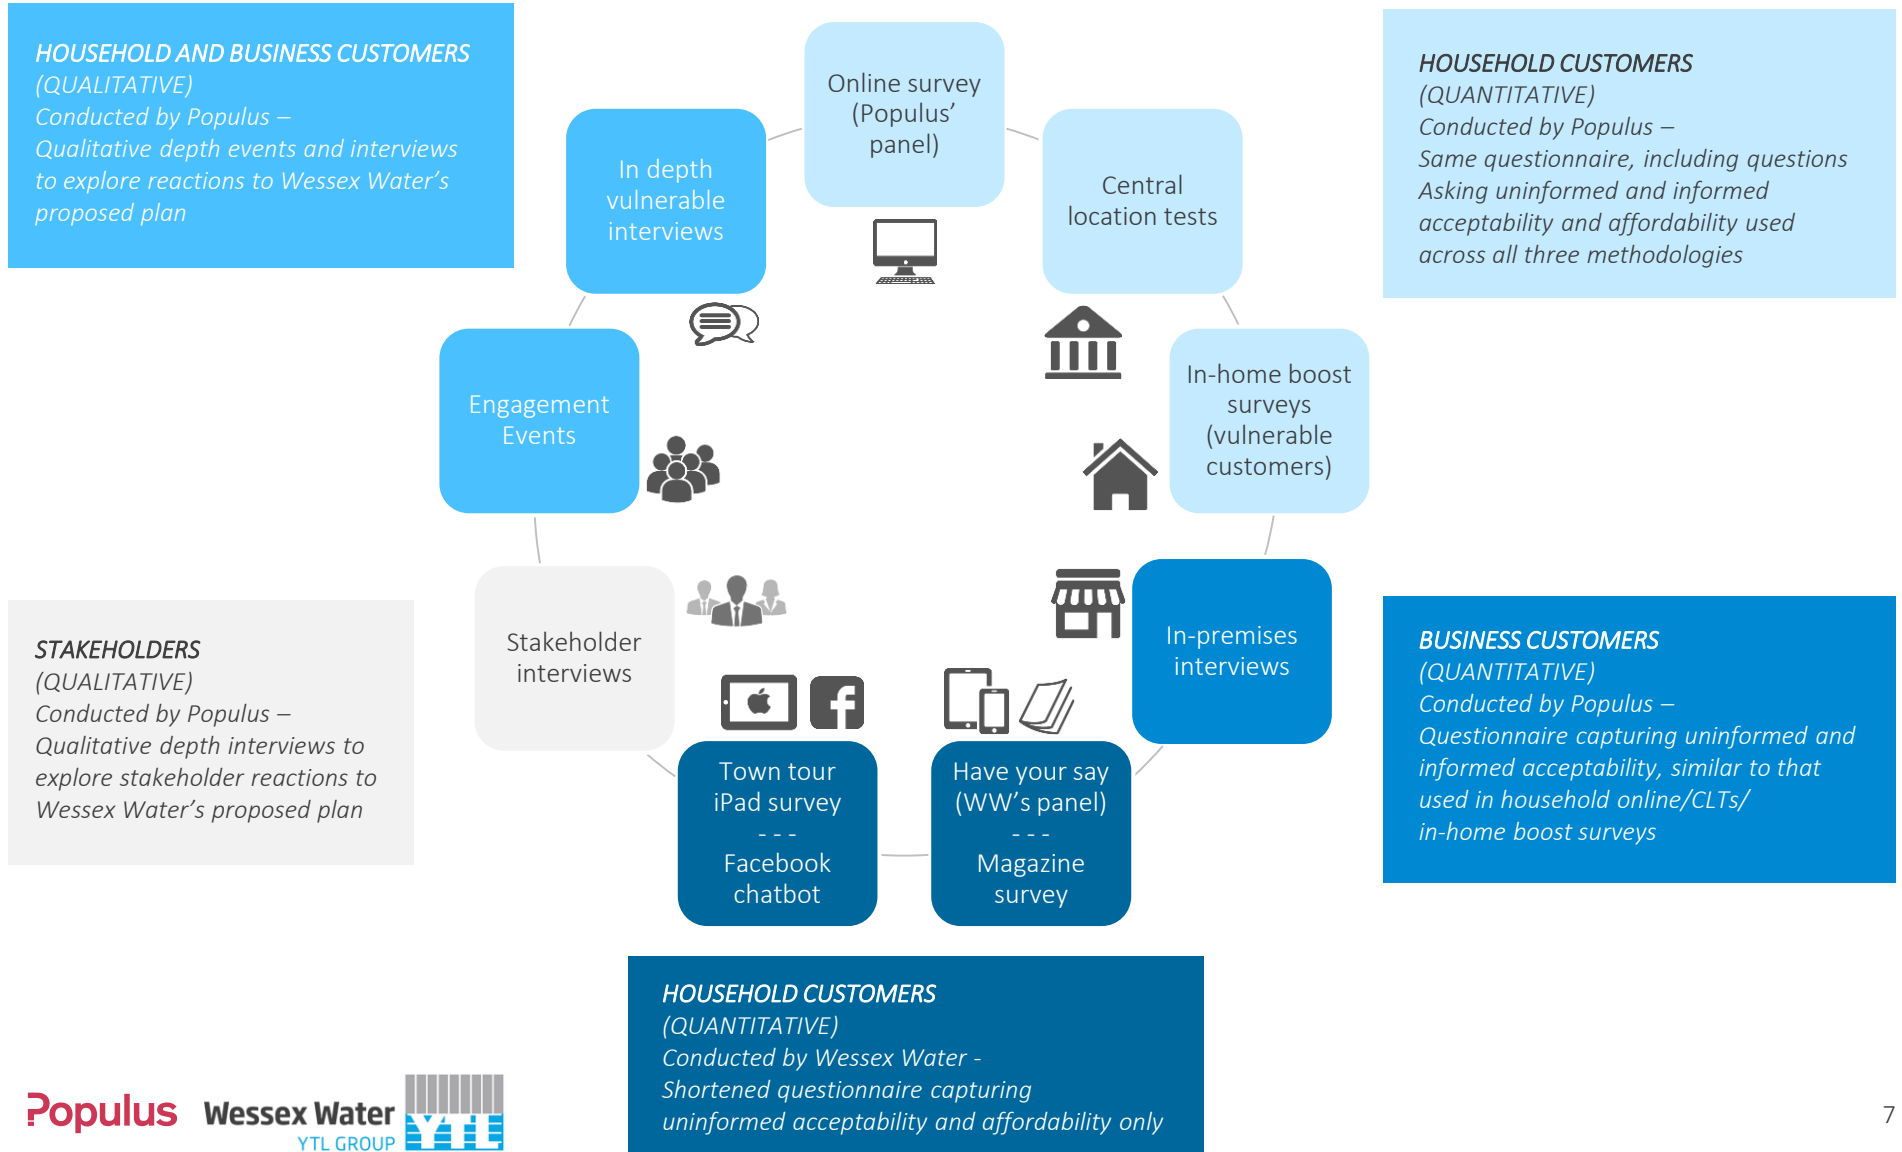 HOUSEHOLD AND BUSINESS CUSTOMERS
(QUALITATIVE)
Conducted by Populus –
Qualitative depth events and interviews
to explore reactions to Wessex Water’s
proposed plan
Online survey
(Populus’
panel)
HOUSEHOLD CUSTOMERS
(QUANTITATIVE)
Conducted by Populus –
Same questionnaire, including questions
Asking uninformed and informed
acceptability and affordability used
across all three methodologies
In depth
vulnerable
interviews
Central
location tests
Engagement
Events
In-home boost
surveys
(vulnerable
customers)
STAKEHOLDERS
(QUALITATIVE)
Conducted by Populus –
Qualitative depth interviews to
explore stakeholder reactions to
Wessex Water’s proposed plan
Stakeholder
interviews
In-premises
interviews
BUSINESS CUSTOMERS
(QUANTITATIVE)
Conducted by Populus –
Questionnaire capturing uninformed and
informed acceptability, similar to that
used in household online/CLTs/
in-home boost surveys
Town tour
iPad survey
- - -
Facebook
chatbot
Have your say
(WW’s panel)
- - -
Magazine
survey
HOUSEHOLD CUSTOMERS
(QUANTITATIVE)
Conducted by Wessex Water -
Shortened questionnaire capturing
uninformed acceptability and affordability only
Populus
Wessex Water
YTL GROUP
YTL
7